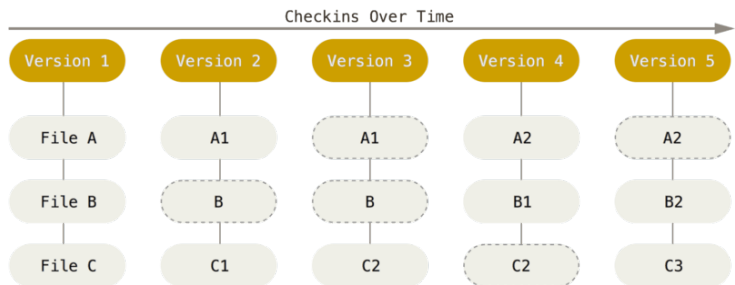 Checkins Over Time
Version 1 Version 2 Version 3 Version 4 Version 5
File A A1 A1 A2 A2
File B B B B1 B2
File C C1 C2 C2 C3